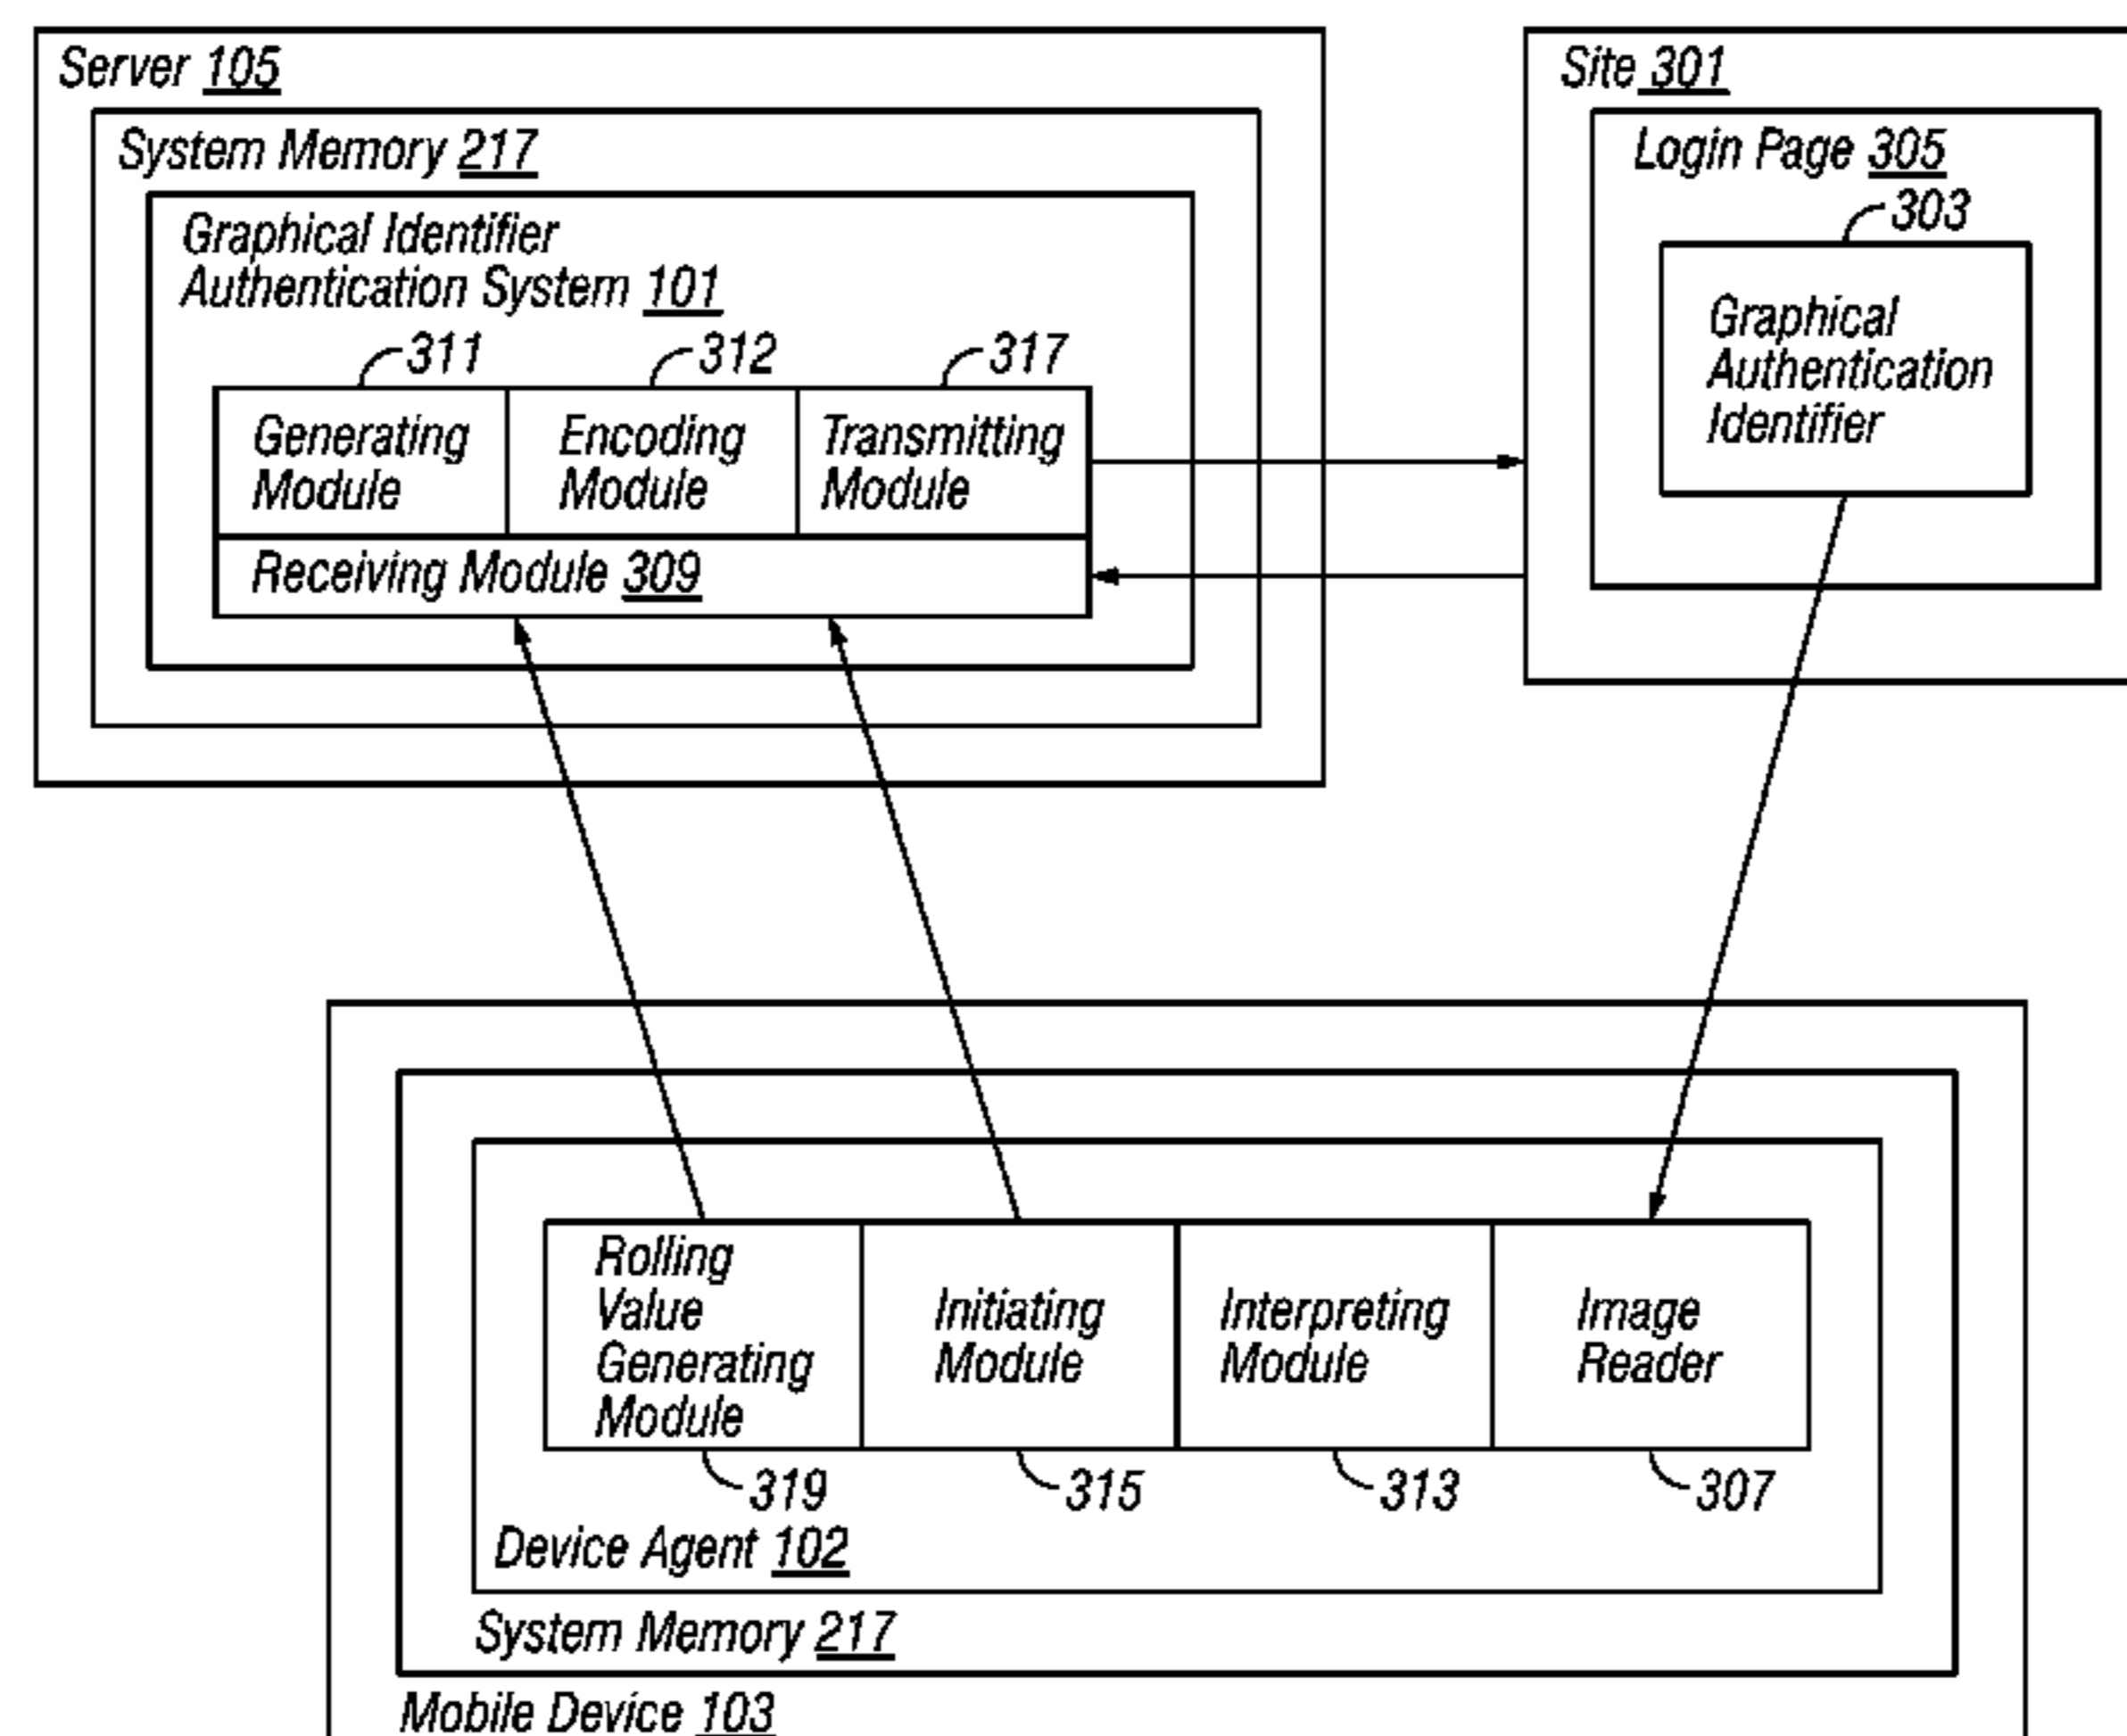 Server 105
System Memory 217
Graphical Identifier
Authentication System 101
311
312
317
Generating
Module
Encoding
Module
Transmitting
Module
Receiving Module 309
Site 301
Login Page 305
303
Graphical
Authentication
Identifier
Rolling
Value
Generating
Module
Initiating
Module
Interpreting
Module
Image
Reader
319
315
313
307
Device Agent 102
System Memory 217
Mobile Device 103